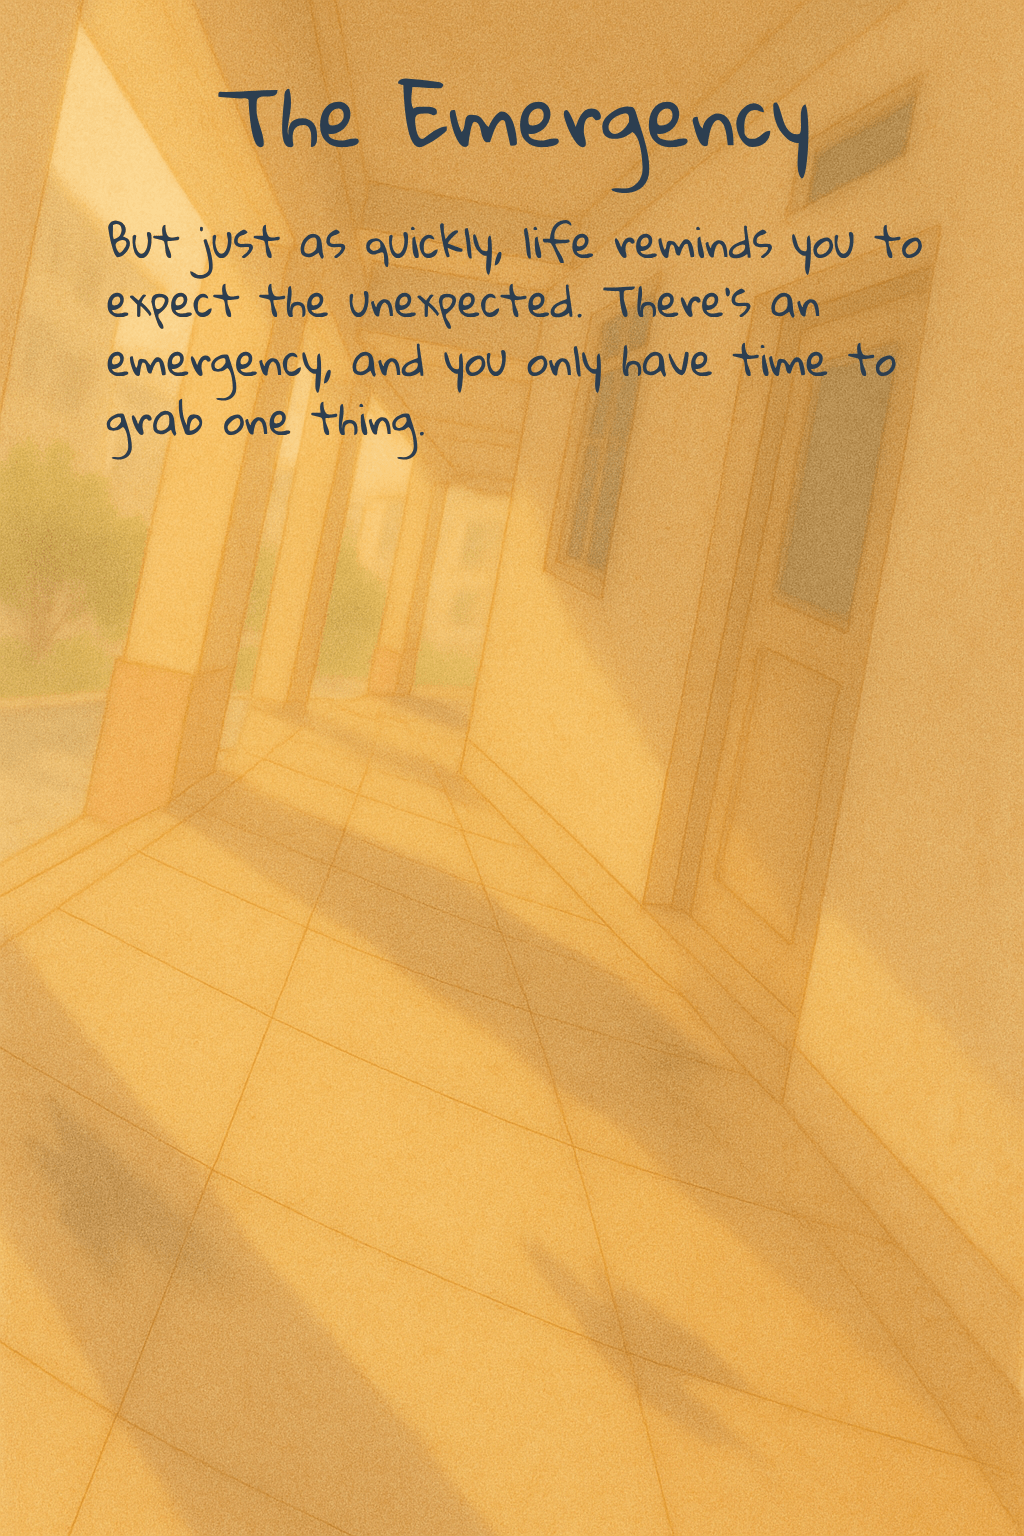 The Emergency
But just as quickly, life reminds you to
expect the unexpected. There's an
emergency, and you only have time to
grab one thing.